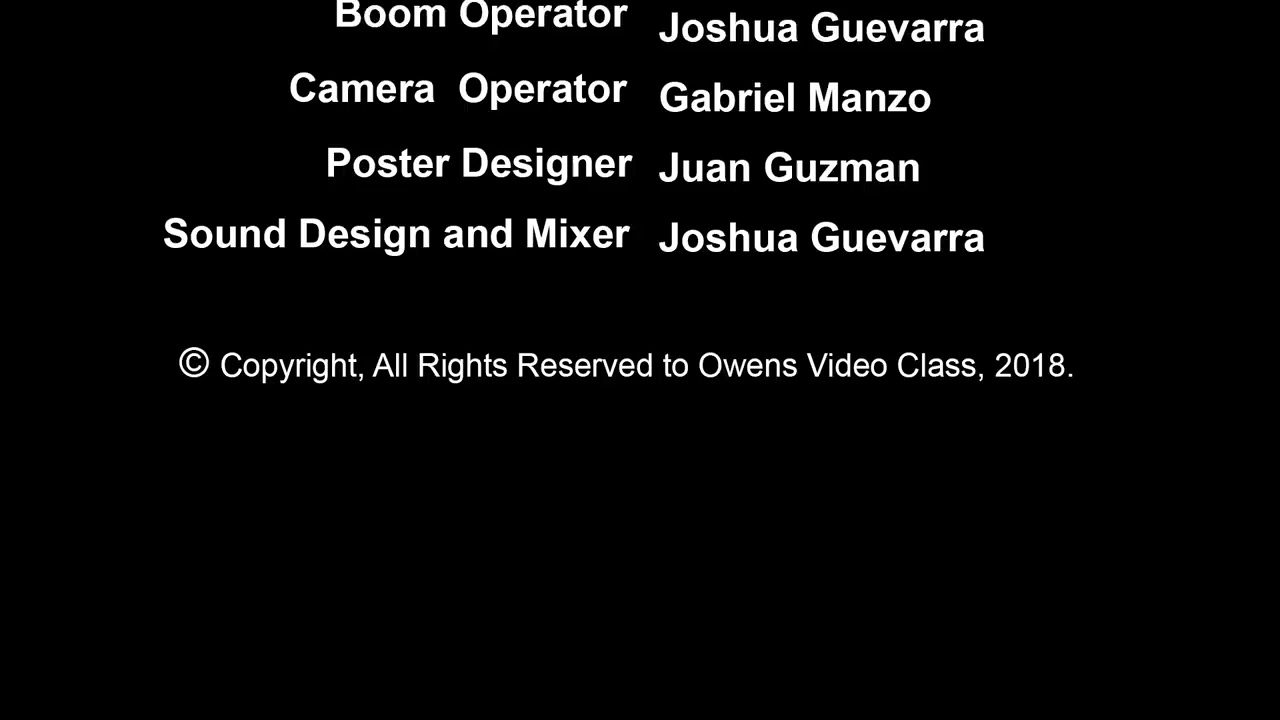 Boom Operator Joshua Guevarra
Camera  Operator Gabriel Manzo
Poster Designer Juan Guzman
Sound Design and Mixer Joshua Guevarra
© Copyright, All Rights Reserved to Owens Video Class, 2018.